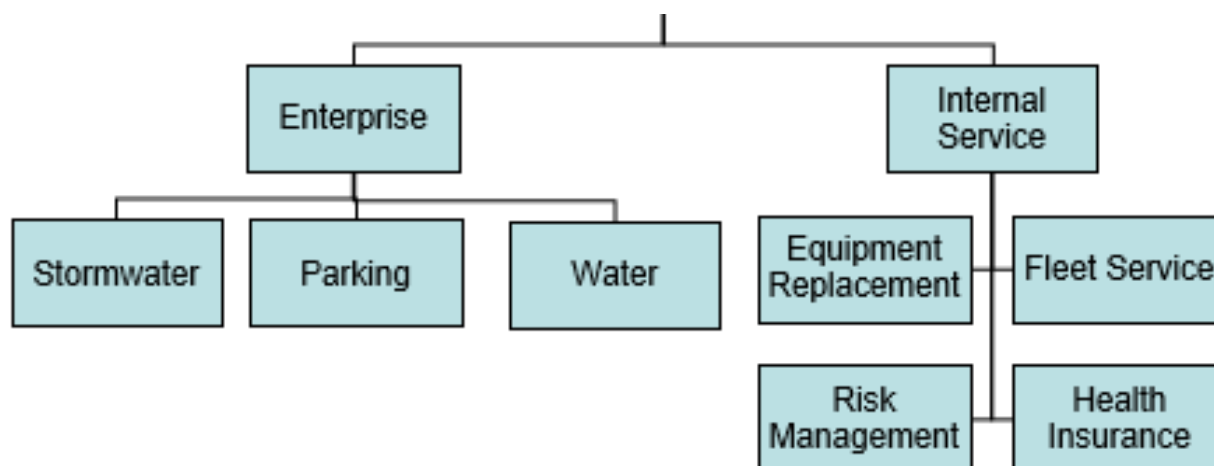 Enterprise
Internal
Service
Stormwater
Parking
Water
Equipment
Replacement
Fleet Service
Risk
Management
Health
Insurance